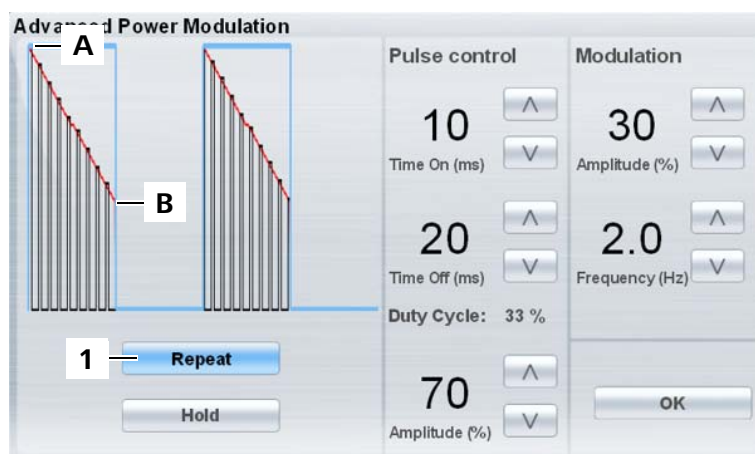 Advanced Power Modulation
A
B
1
Repeat
Hold
Pulse control
10
Time On (ms)
20
Time Off (ms)
Duty Cycle: 33 %
70
Amplitude (%)
Modulation
30
Amplitude (%)
2.0
Frequency (Hz)
OK